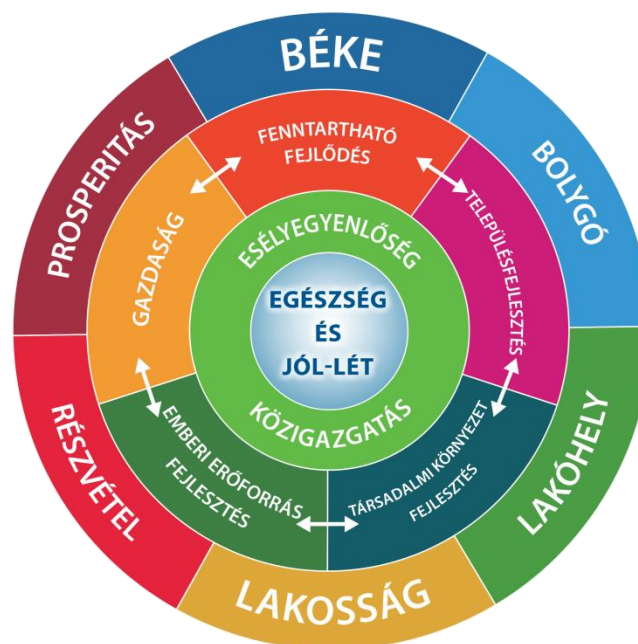 BÉKE
BOLYGÓ
LAKÓHELY
LAKOSSÁG
RÉSZVÉTEL
PROSPERITÁS
FENNTARTHATÓ
FEJLŐDÉS
TELEPÜLÉSFEJLESZTÉS
TÁRSADALMI KÖRNYEZET
FEJLESZTÉS
EMBERI ERŐFORRÁS
FEJLESZTÉS
GAZDASÁG
ESÉLYEGYENLŐSÉG
KÖZIGAZGATÁS
EGÉSZSÉG
ÉS
JÓL-LÉT